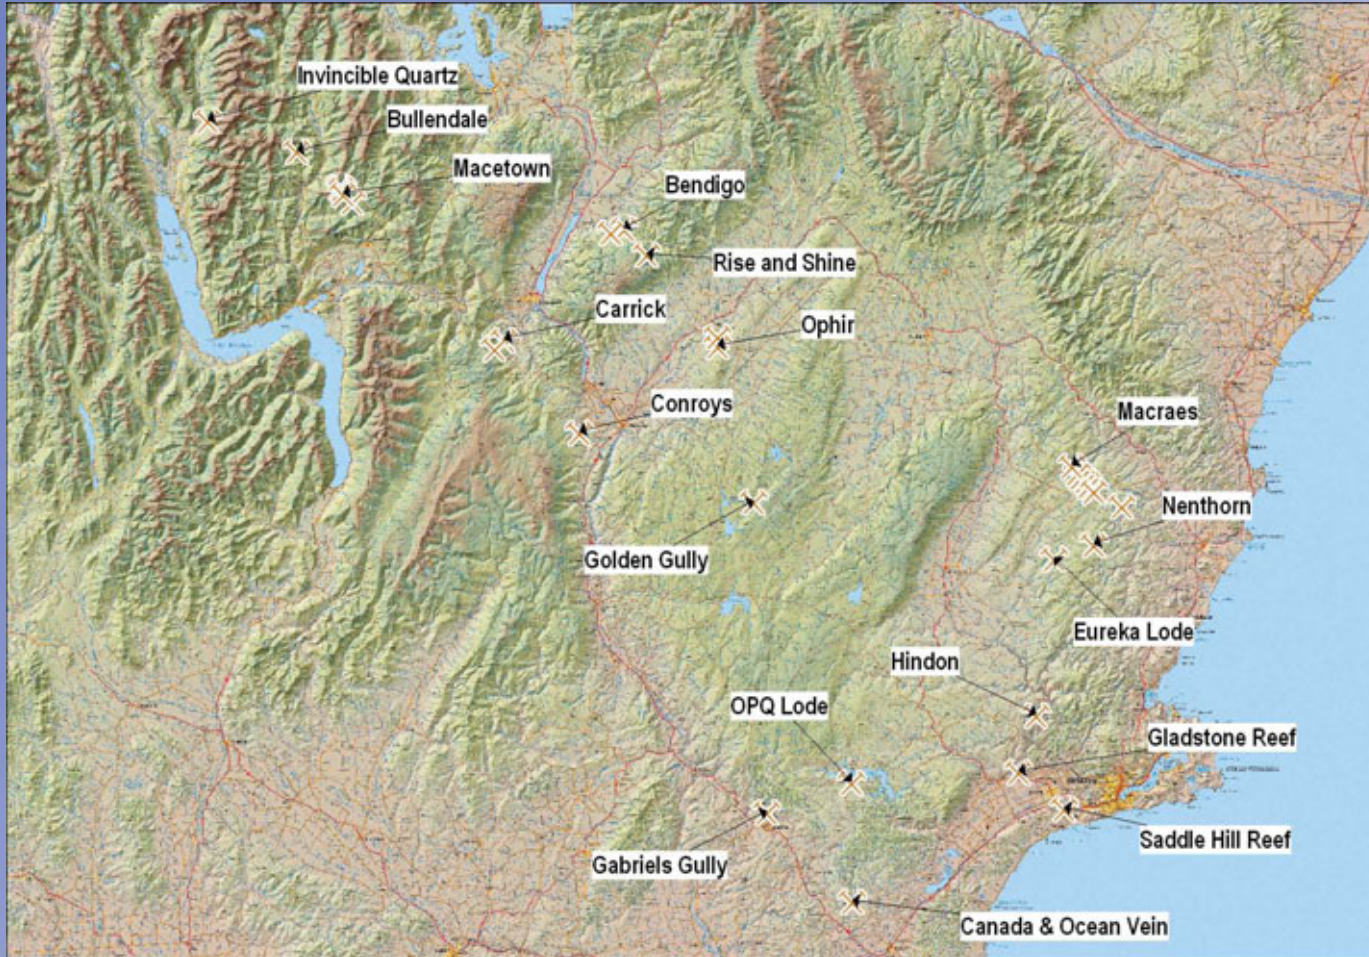 Invincible Quartz
Bullendale
Macetown
Bendigo
Rise and Shine
Carrick
Ophir
Conroys
Macraes
Nenthorn
Golden Gully
Eureka Lode
Hindon
OPQ Lode
Gladstone Reef
Saddle Hill Reef
Gabriels Gully
Canada & Ocean Vein